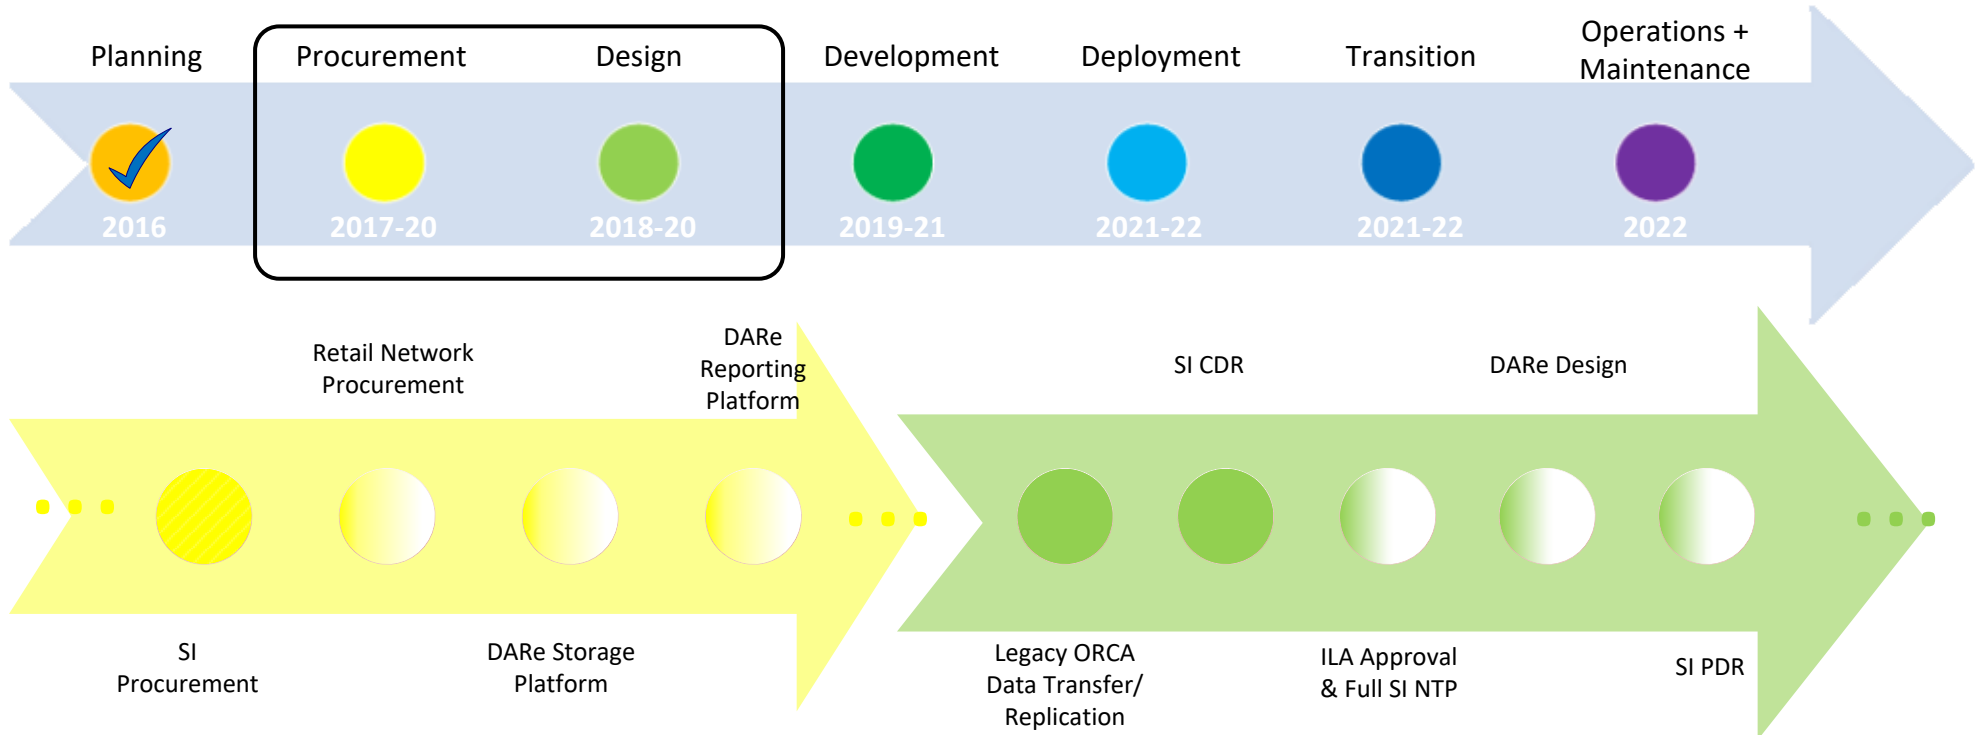 Planning
Procurement
Design
Development
Deployment
Transition
Operations +
Maintenance
2016
2017-20
2018-20
2019-21
2021-22
2021-22
2022
Retail Network
Procurement
DARe
Reporting
Platform
SI
Procurement
DARe Storage
Platform
SI CDR
DARe Design
Legacy ORCA
Data Transfer/
Replication
ILA Approval
& Full SI NTP
SI PDR